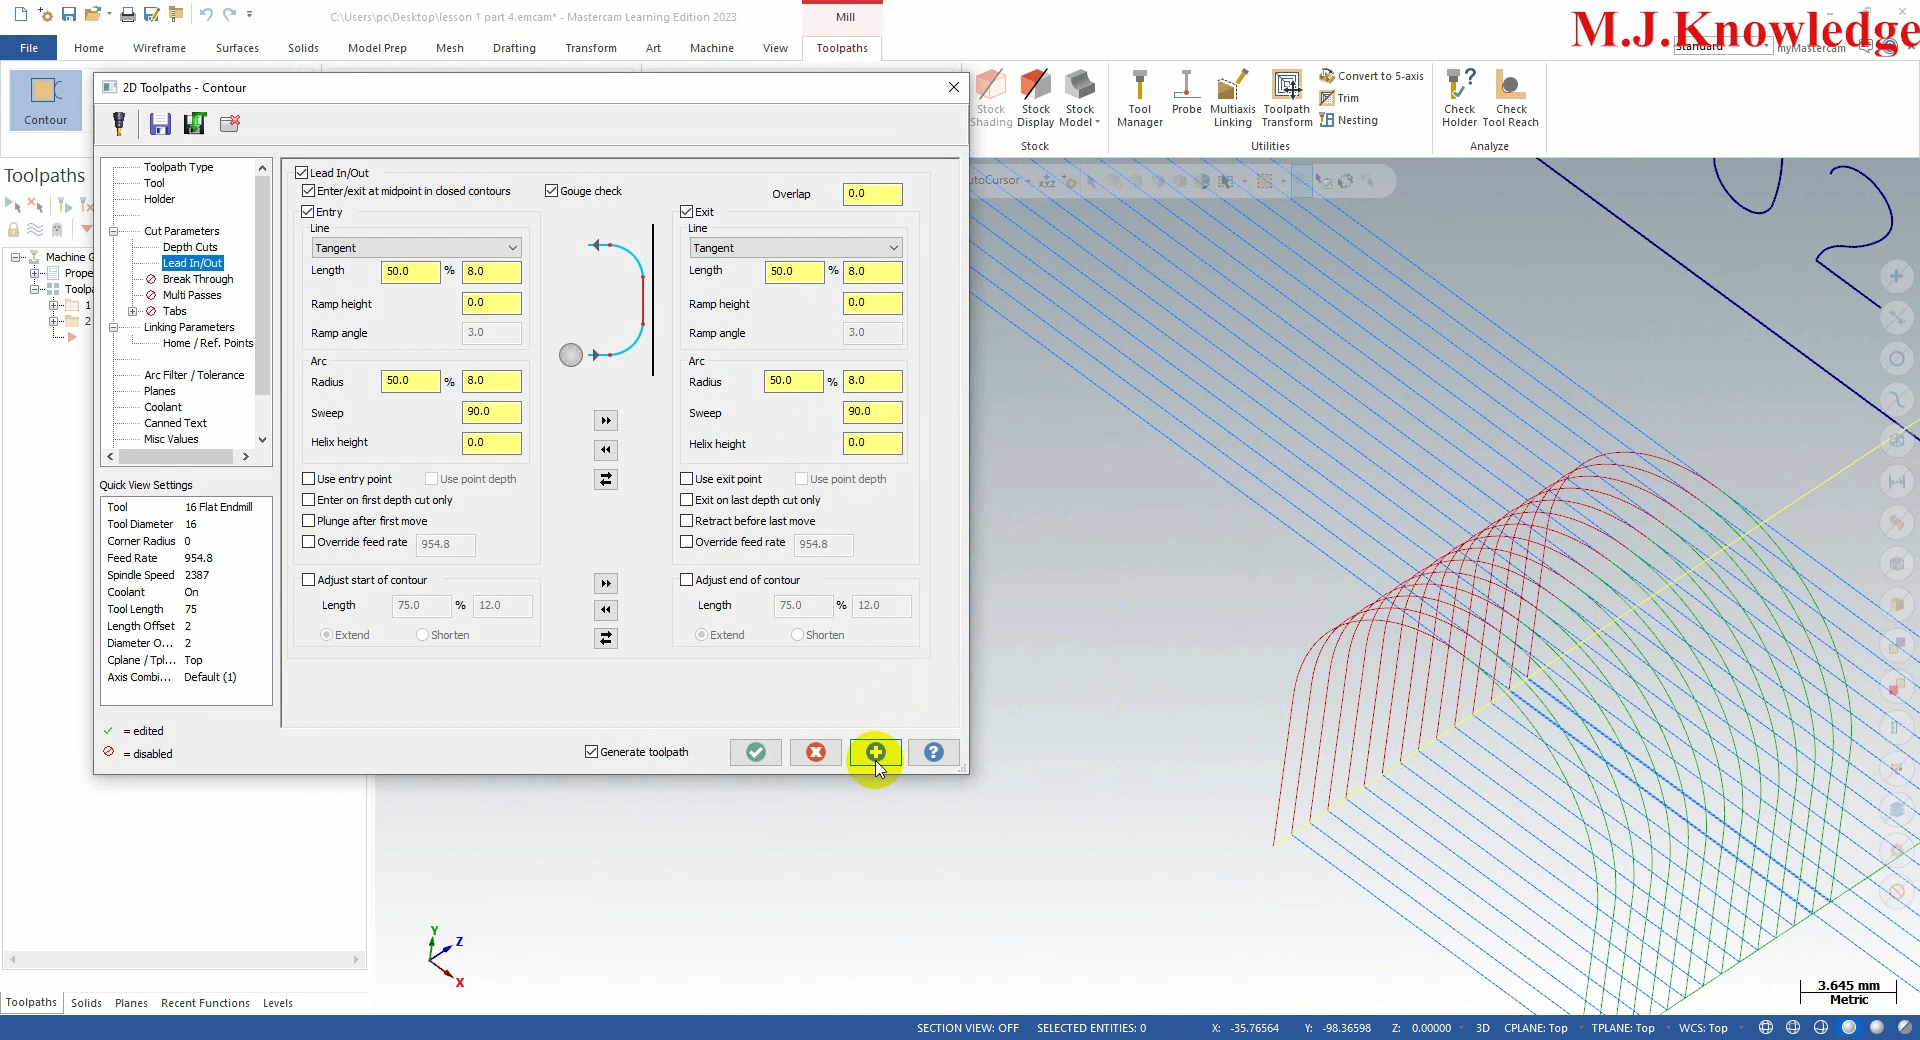 C:\Users\pc\Desktop\lesson 1 part 4.emcam* - Mastercam Learning Edition 2023
Mill
M.J.Knowledge
File Home Wireframe Surfaces Solids Model Prep Mesh Drafting Transform Art Machine View Toolpaths
Standard
myMastercam
Contour
2D Toolpaths - Contour
Stock Shading
Stock Display
Stock Model
Stock
Tool Manager
Probe
Multiaxis Linking
Toolpath Transform
Convert to 5-axis
Trim
Nesting
Utilities
Check Holder
Check Tool Reach
Analyze
Toolpaths
Machine G
Prope
Toolpa
1
2
Toolpath Type
Tool
Holder
Cut Parameters
Depth Cuts
Lead In/Out
Break Through
Multi Passes
Tabs
Linking Parameters
Home / Ref. Points
Arc Filter / Tolerance
Planes
Coolant
Canned Text
Misc Values
Quick View Settings
Tool 16 Flat Endmill
Tool Diameter 16
Corner Radius 0
Feed Rate 954.8
Spindle Speed 2387
Coolant On
Tool Length 75
Length Offset 2
Diameter O... 2
Cplane / Tpl... Top
Axis Combi... Default (1)
= edited
= disabled
Lead In/Out
Enter/exit at midpoint in closed contours
Gouge check
Overlap 0.0
Entry
Line
Tangent
Length 50.0 % 8.0
Ramp height 0.0
Ramp angle 3.0
Arc
Radius 50.0 % 8.0
Sweep 90.0
Helix height 0.0
Use entry point Use point depth
Enter on first depth cut only
Plunge after first move
Override feed rate 954.8
Adjust start of contour
Length 75.0 % 12.0
Extend Shorten
Exit
Line
Tangent
Length 50.0 % 8.0
Ramp height 0.0
Ramp angle 3.0
Arc
Radius 50.0 % 8.0
Sweep 90.0
Helix height 0.0
Use exit point Use point depth
Exit on last depth cut only
Retract before last move
Override feed rate 954.8
Adjust end of contour
Length 75.0 % 12.0
Extend Shorten
Generate toolpath
utoCursor
Y
Z
X
3.645 mm
Metric
Toolpaths Solids Planes Recent Functions Levels
SECTION VIEW: OFF SELECTED ENTITIES: 0 X: -35.76564 Y: -98.36598 Z: 0.00000 3D CPLANE: Top TPLANE: Top WCS: Top